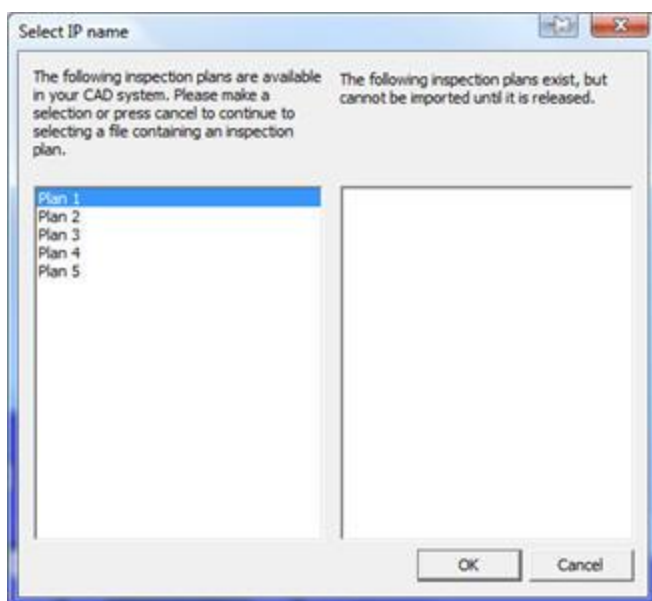 Select IP name
The following inspection plans are available
in your CAD system. Please make a
selection or press cancel to continue to
selecting a file containing an inspection
plan.
The following inspection plans exist, but
cannot be imported until it is released.
Plan 1
Plan 2
Plan 3
Plan 4
Plan 5
OK
Cancel